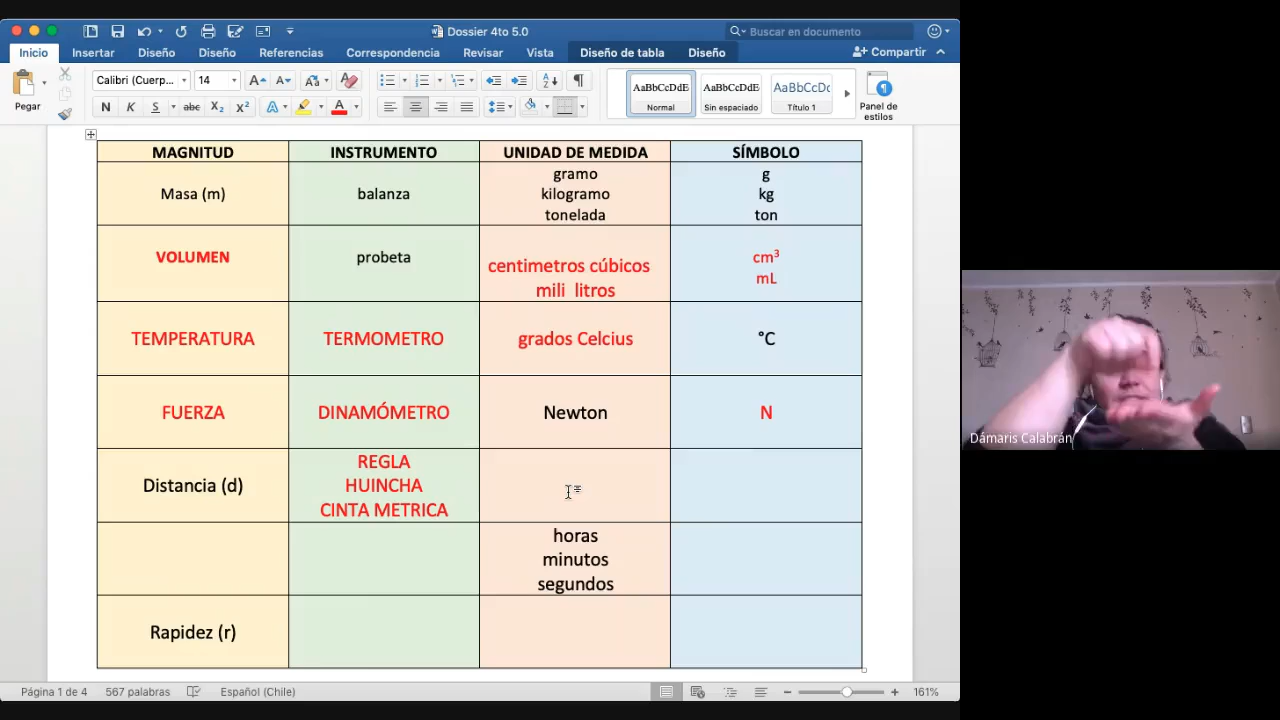 Dossier 4to 5.0
Buscar en documento
Inicio
Insertar
Diseño
Diseño
Referencias
Correspondencia
Revisar
Vista
Diseño de tabla
Diseño
Compartir
Pegar
Calibri (Cuerp...
14
AaBbCcDdE
Normal
AaBbCcDdE
Sin espaciado
AaBbCcDc
Título 1
Panel de
estilos
MAGNITUD
INSTRUMENTO
UNIDAD DE MEDIDA
SÍMBOLO
Masa (m)
balanza
gramo
kilogramo
tonelada
g
kg
ton
VOLUMEN
probeta
centimetros cúbicos
mili litros
cm³
mL
TEMPERATURA
TERMOMETRO
grados Celcius
°C
FUERZA
DINAMÓMETRO
Newton
N
Distancia (d)
REGLA
HUINCHA
CINTA METRICA
horas
minutos
segundos
Rapidez (r)
Dámaris Calabrán
Página 1 de 4
567 palabras
Español (Chile)
161%